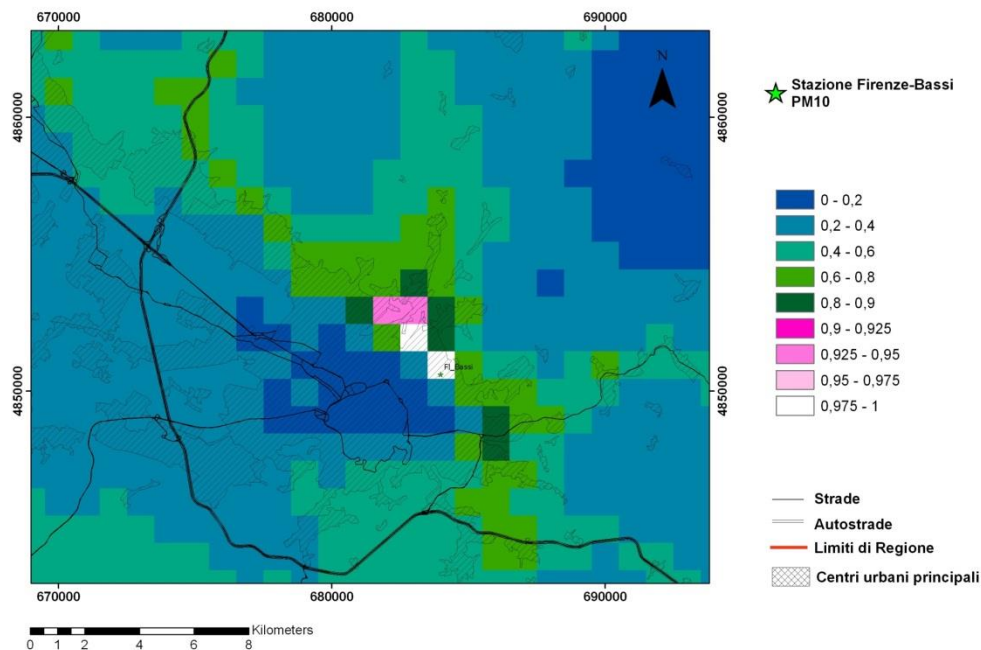 670000 680000 690000
4860000
4860000
4850000
4850000
N
FI_Bassi
670000 680000 690000
Kilometers
0 1 2 4 6 8
Stazione Firenze-Bassi
PM10
0 - 0,2
0,2 - 0,4
0,4 - 0,6
0,6 - 0,8
0,8 - 0,9
0,9 - 0,925
0,925 - 0,95
0,95 - 0,975
0,975 - 1
Strade
Autostrade
Limiti di Regione
Centri urbani principali